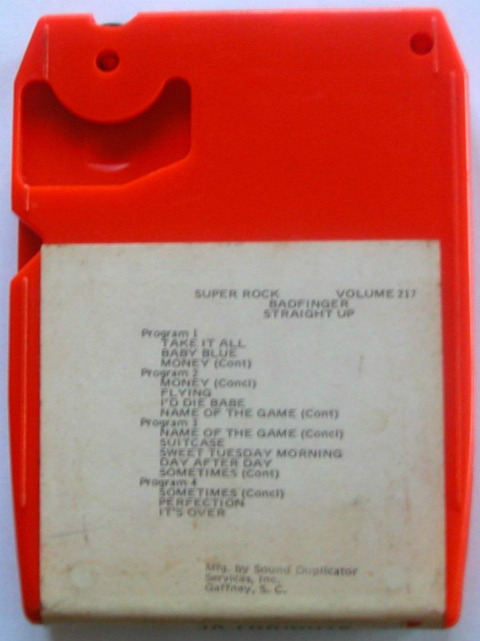 SUPER ROCK VOLUME 217
BADFINGER
STRAIGHT UP
Program 1
TAKE IT ALL
BABY BLUE
MONEY (Cont)
Program 2
MONEY (Concl)
FLYING
I'D DIE BABE
NAME OF THE GAME (Cont)
Program 3
NAME OF THE GAME (Concl)
SUITCASE
SWEET TUESDAY MORNING
DAY AFTER DAY
SOMETIMES (Cont)
Program 4
SOMETIMES (Concl)
PERFECTION
IT'S OVER
Mfg. by Sound Duplicator
Services, Inc.
Gaffney, S. C.